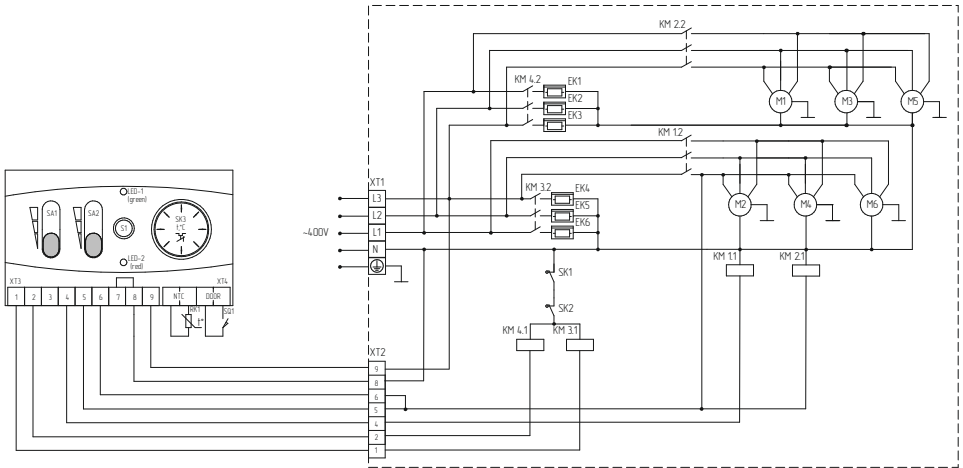 KM 2.2
KM 4.2
EK1
EK2
EK3
M1
M3
M5
KM 1.2
XT1
L3
L2
L1
N
~400V
KM 3.2
EK4
EK5
EK6
M2
M4
M6
LED-1
(green)
SA1
SA2
S1
SK3
t,°C
LED-2
(red)
XT3
XT4
1 2 3 4 5 6 7 8 9
NTC
DOOR
RK1
t°
SQ1
KM 1.1
KM 2.1
SK1
SK2
KM 4.1
KM 3.1
XT2
9
8
6
5
4
2
1